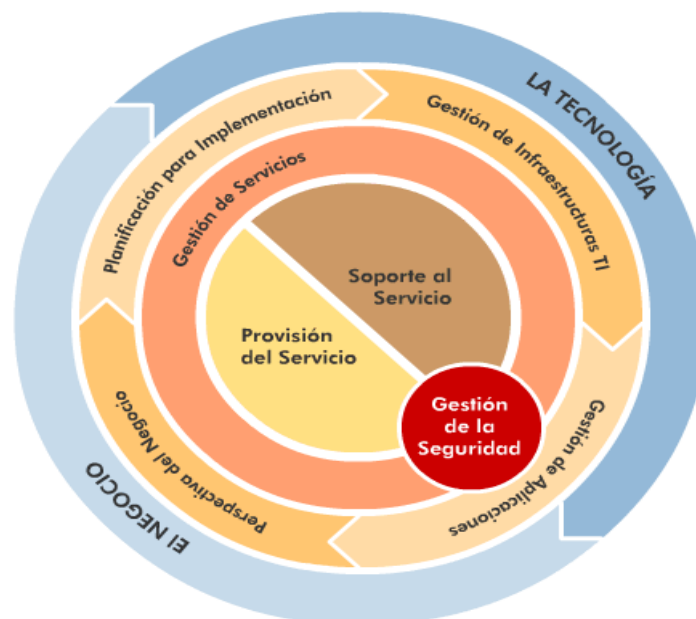 LA TECNOLOGÍA
Planificación para Implementación
Gestión de Infraestructuras TI
Gestión de Servicios
Soporte al
Servicio
Provisión
del Servicio
Gestión
de la
Seguridad
Gestión de Aplicaciones
Perspectiva del Negocio
El NEGOCIO